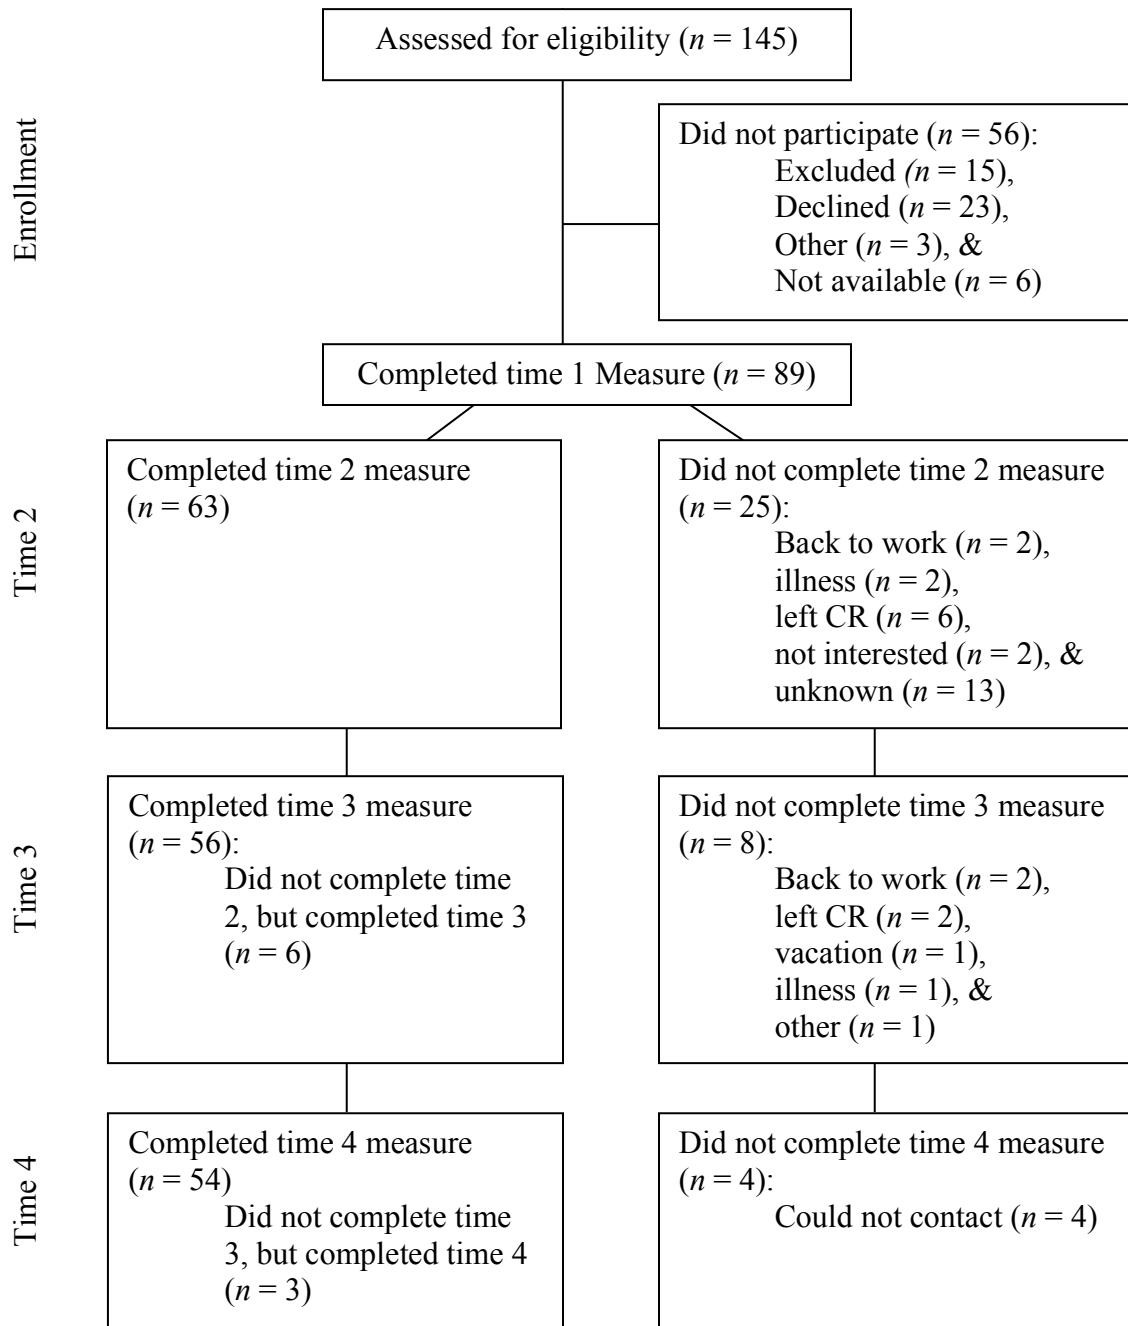 Assessed for eligibility (n = 145)
Enrollment
Did not participate (n = 56):
Excluded (n = 15),
Declined (n = 23),
Other (n = 3), &
Not available (n = 6)
Completed time 1 Measure (n = 89)
Time 2
Completed time 2 measure
(n = 63)
Did not complete time 2 measure
(n = 25):
Back to work (n = 2),
illness (n = 2),
left CR (n = 6),
not interested (n = 2), &
unknown (n = 13)
Time 3
Completed time 3 measure
(n = 56):
Did not complete time
2, but completed time 3
(n = 6)
Did not complete time 3 measure
(n = 8):
Back to work (n = 2),
left CR (n = 2),
vacation (n = 1),
illness (n = 1), &
other (n = 1)
Time 4
Completed time 4 measure
(n = 54)
Did not complete time
3, but completed time 4
(n = 3)
Did not complete time 4 measure
(n = 4):
Could not contact (n = 4)